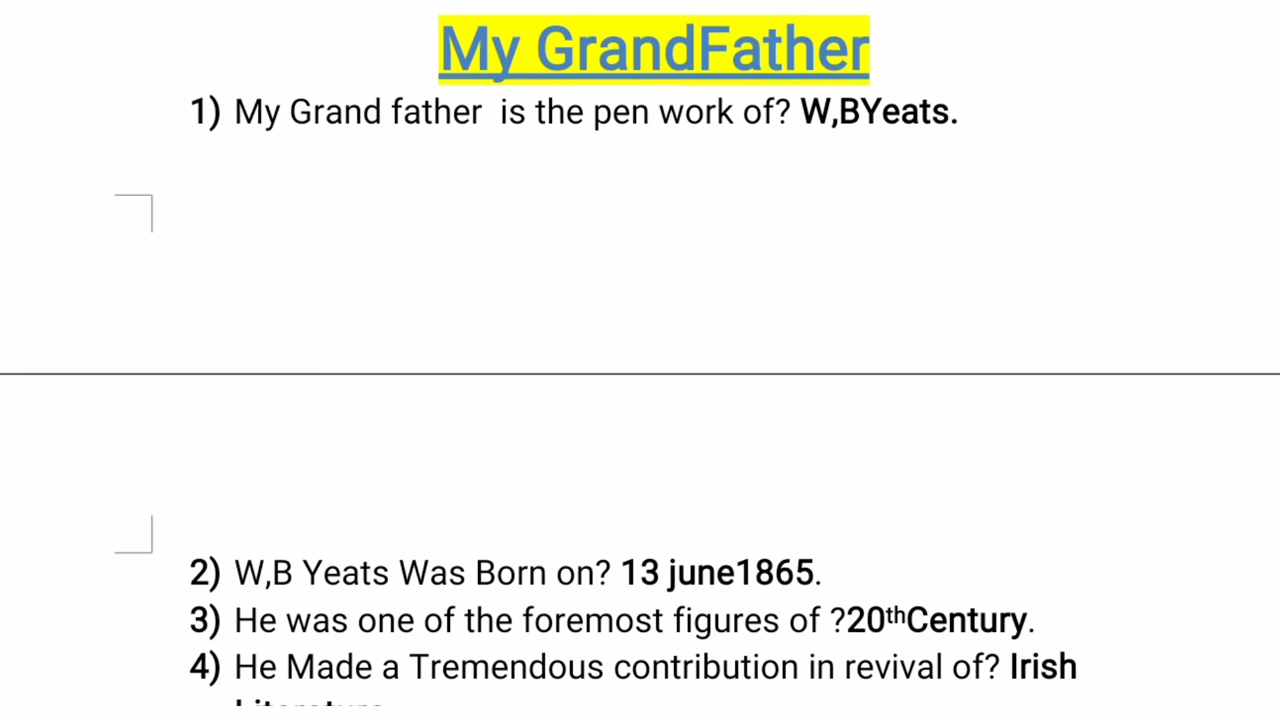 My GrandFather
1) My Grand father is the pen work of? W,BYeats.
2) W,B Yeats Was Born on? 13 june1865.
3) He was one of the foremost figures of ?20thCentury.
4) He Made a Tremendous contribution in revival of? Irish